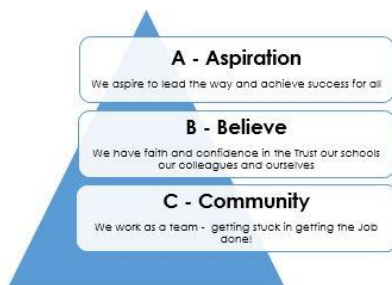 A - Aspiration
We aspire to lead the way and achieve success for all
B - Believe
We have faith and confidence in the Trust our schools
our colleagues and ourselves
C - Community
We work as a team - getting stuck in getting the Job
done!